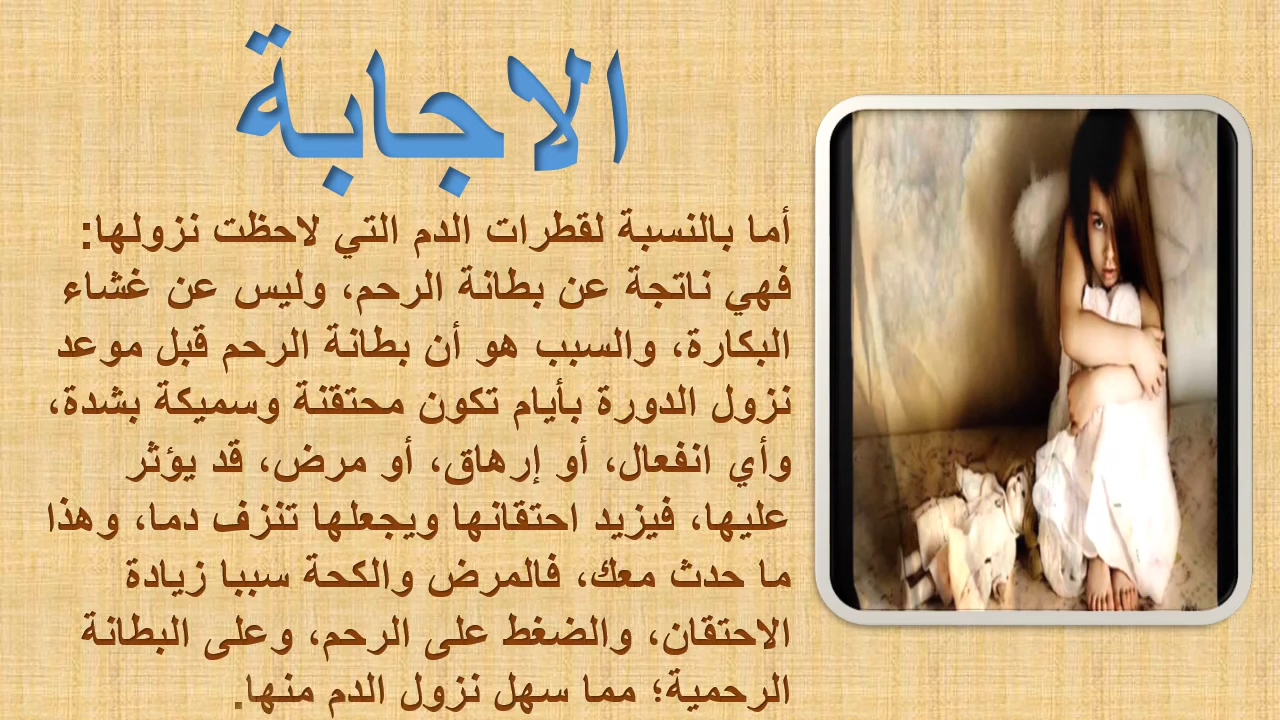 الاجابة
أما بالنسبة لقطرات الدم التي لاحظت نزولها:
فهي ناتجة عن بطانة الرحم، وليس عن غشاء
البكارة، والسبب هو أن بطانة الرحم قبل موعد
نزول الدورة بأيام تكون محتقنة وسميكة بشدة،
وأي انفعال، أو إرهاق، أو مرض، قد يؤثر
عليها، فيزيد احتقانها ويجعلها تنزف دما، وهذا
ما حدث معك، فالمرض والكحة سببا زيادة
الاحتقان، والضغط على الرحم، وعلى البطانة
الرحمية؛ مما سهل نزول الدم منها.